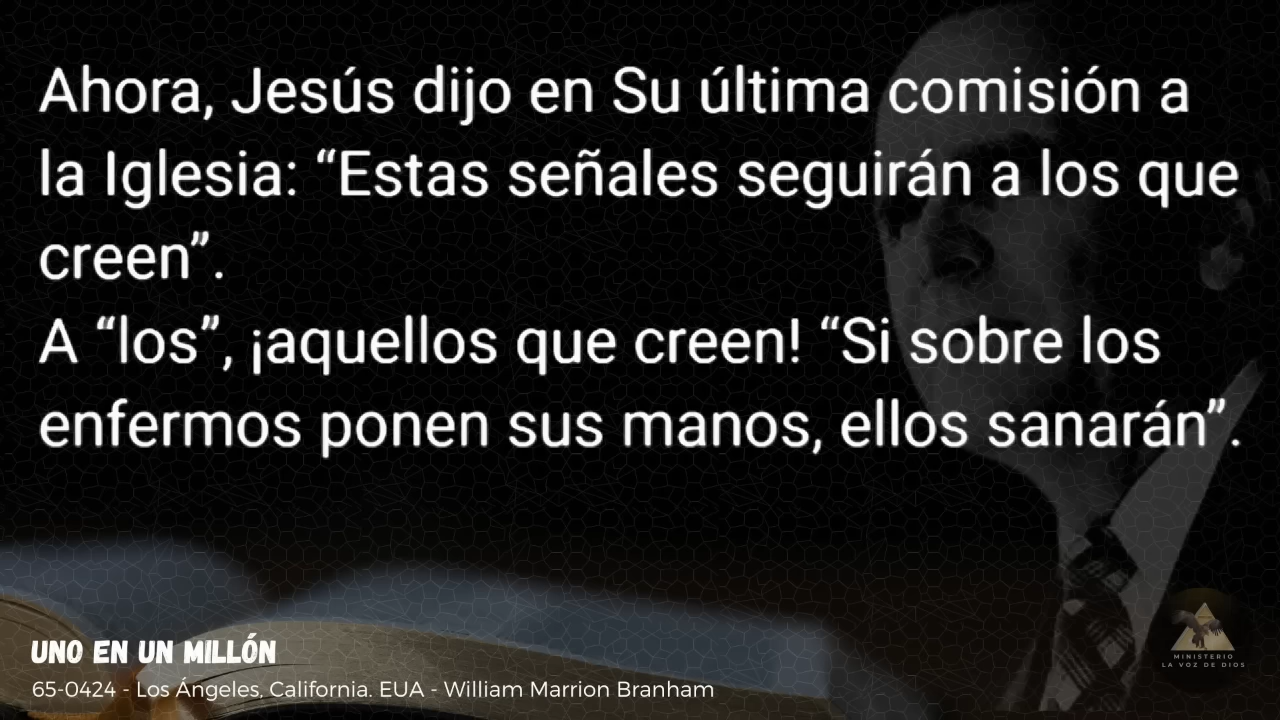 Ahora, Jesús dijo en Su última comisión a
la Iglesia: “Estas señales seguirán a los que
creen”.
A “los”, ¡aquellos que creen! “Si sobre los
enfermos ponen sus manos, ellos sanarán”.
UNO EN UN MILLÓN
65-0424 - Los Ángeles, California. EUA - William Marrion Branham
MINISTERIO
LA VOZ DE DIOS